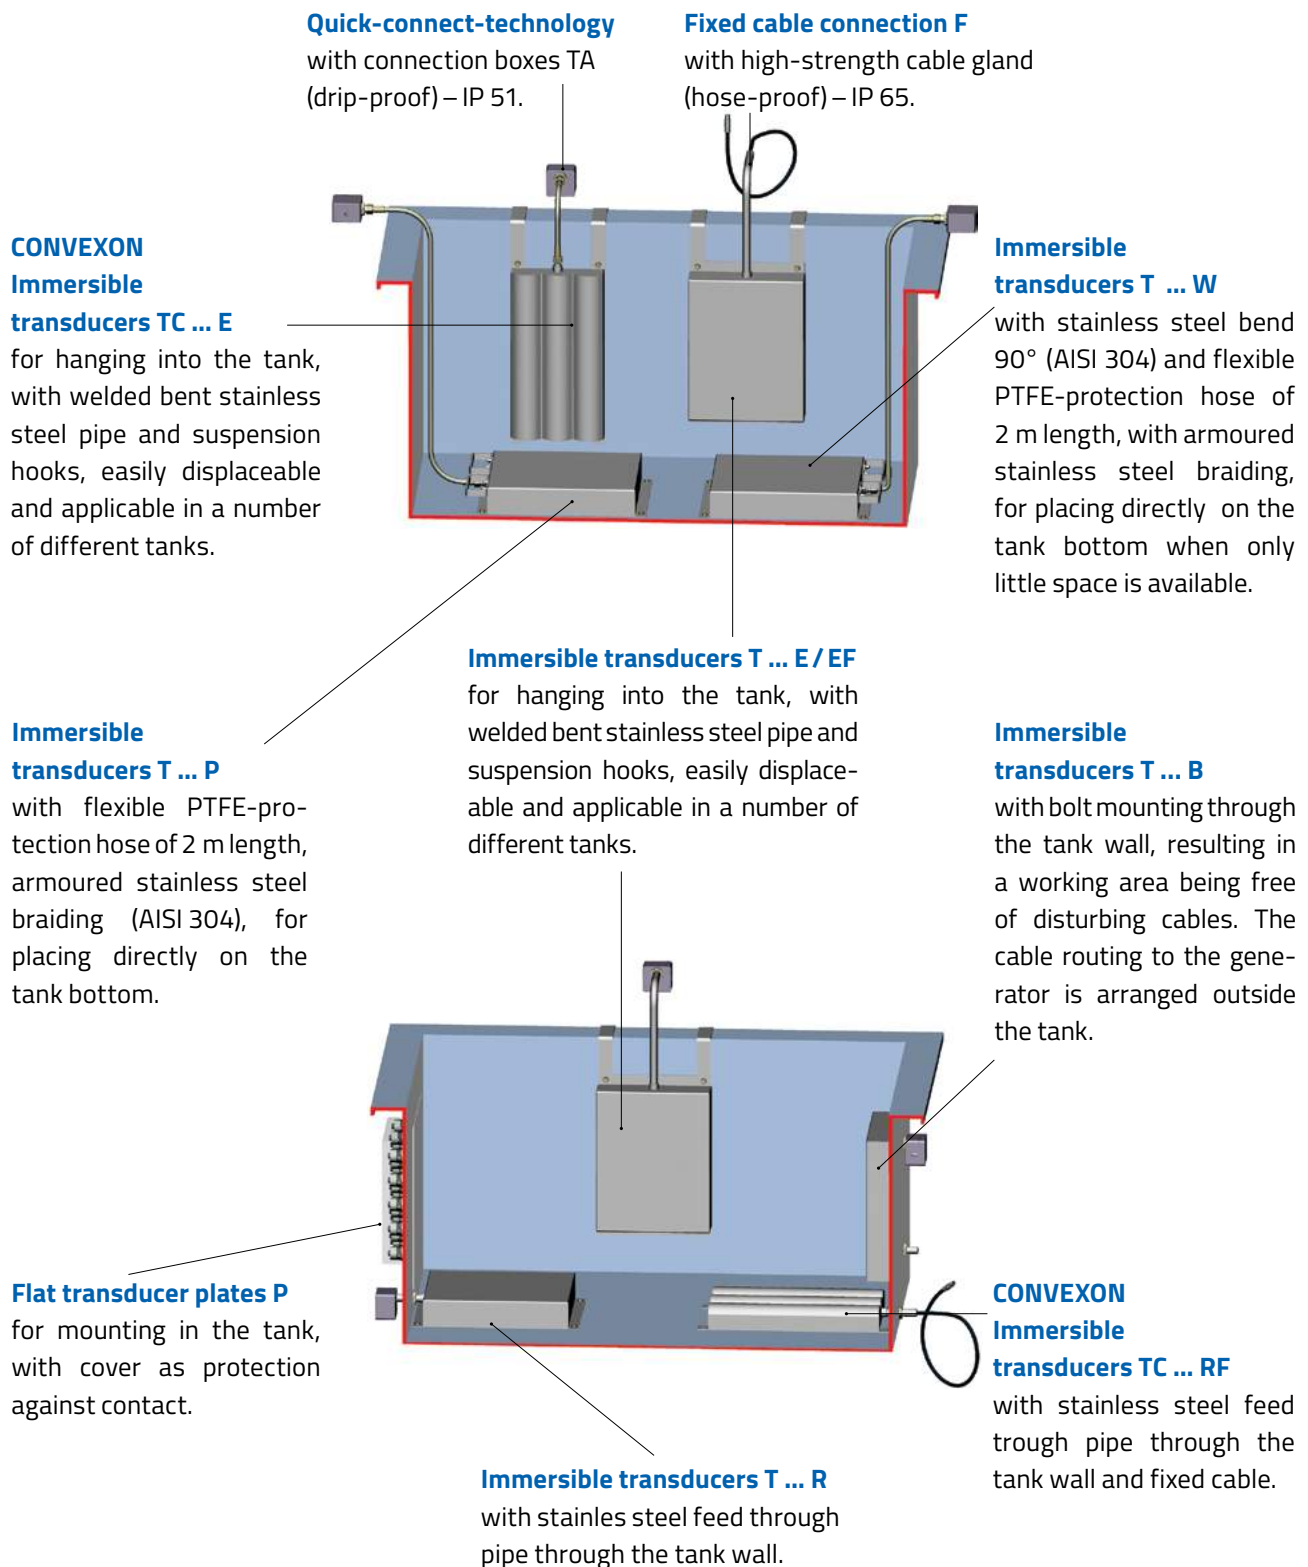 Quick-connect-technology
with connection boxes TA
(drip-proof) – IP 51.
Fixed cable connection F
with high-strength cable gland
(hose-proof) – IP 65.
CONVEXON
Immersible
transducers TC ... E
for hanging into the tank,
with welded bent stainless
steel pipe and suspension
hooks, easily displaceable
and applicable in a number
of different tanks.
Immersible
transducers T ... W
with stainless steel bend
90° (AISI 304) and flexible
PTFE-protection hose of
2 m length, with armoured
stainless steel braiding,
for placing directly on the
tank bottom when only
little space is available.
Immersible transducers T ... E / EF
for hanging into the tank, with
welded bent stainless steel pipe and
suspension hooks, easily displace-
able and applicable in a number of
different tanks.
Immersible
transducers T ... P
with flexible PTFE-pro-
tection hose of 2 m length,
armoured stainless steel
braiding (AISI 304), for
placing directly on the
tank bottom.
Immersible
transducers T ... B
with bolt mounting through
the tank wall, resulting in
a working area being free
of disturbing cables. The
cable routing to the gene-
rator is arranged outside
the tank.
Flat transducer plates P
for mounting in the tank,
with cover as protection
against contact.
CONVEXON
Immersible
transducers TC ... RF
with stainless steel feed
trough pipe through the
tank wall and fixed cable.
Immersible transducers T ... R
with stainles steel feed through
pipe through the tank wall.